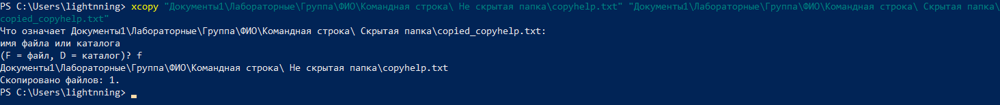 PS C:\Users\lightnning> xcopy "Документы1\Лабораторные\Группа\ФИО\Командная строка\ Не скрытая папка\copyhelp.txt" "Документы1\Лабораторные\Группа\ФИО\Командная строка\ Скрытая папка\
copied_copyhelp.txt"
Что означает Документы1\Лабораторные\Группа\ФИО\Командная строка\ Скрытая папка\copied_copyhelp.txt:
имя файла или каталога
(F = файл, D = каталог)? f
Документы1\Лабораторные\Группа\ФИО\Командная строка\ Не скрытая папка\copyhelp.txt
Скопировано файлов: 1.
PS C:\Users\lightnning>